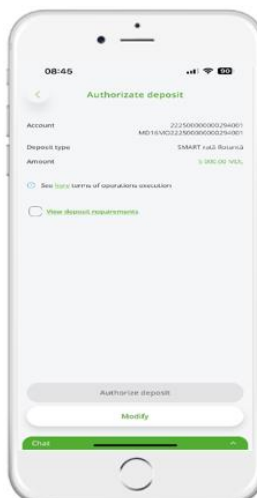 08:45
90
Authorizate deposit
Account
222500000000294001
Deposit type
SMART rată flotantă
Amount
5 000.00 MDL
See here terms of operations execution
View deposit requirements
Authorize deposit
Modify
Chat